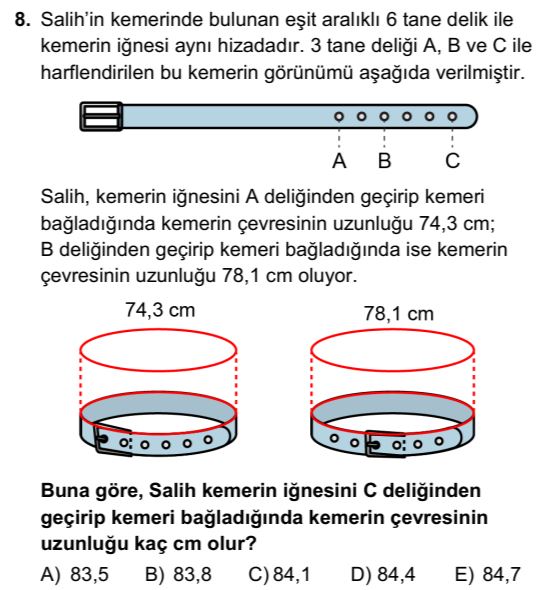 8. Salih'in kemerinde bulunan eşit aralıklı 6 tane delik ile
kemerin iğnesi aynı hizadadır. 3 tane deliği A, B ve C ile
harflendirilen bu kemerin görünümü aşağıda verilmiştir.
A B C
Salih, kemerin iğnesini A deliğinden geçirip kemeri
bağladığında kemerin çevresinin uzunluğu 74,3 cm;
B deliğinden geçirip kemeri bağladığında ise kemerin
çevresinin uzunluğu 78,1 cm oluyor.
74,3 cm 78,1 cm
Buna göre, Salih kemerin iğnesini C deliğinden
geçirip kemeri bağladığında kemerin çevresinin
uzunluğu kaç cm olur?
A) 83,5 B) 83,8 C) 84,1 D) 84,4 E) 84,7